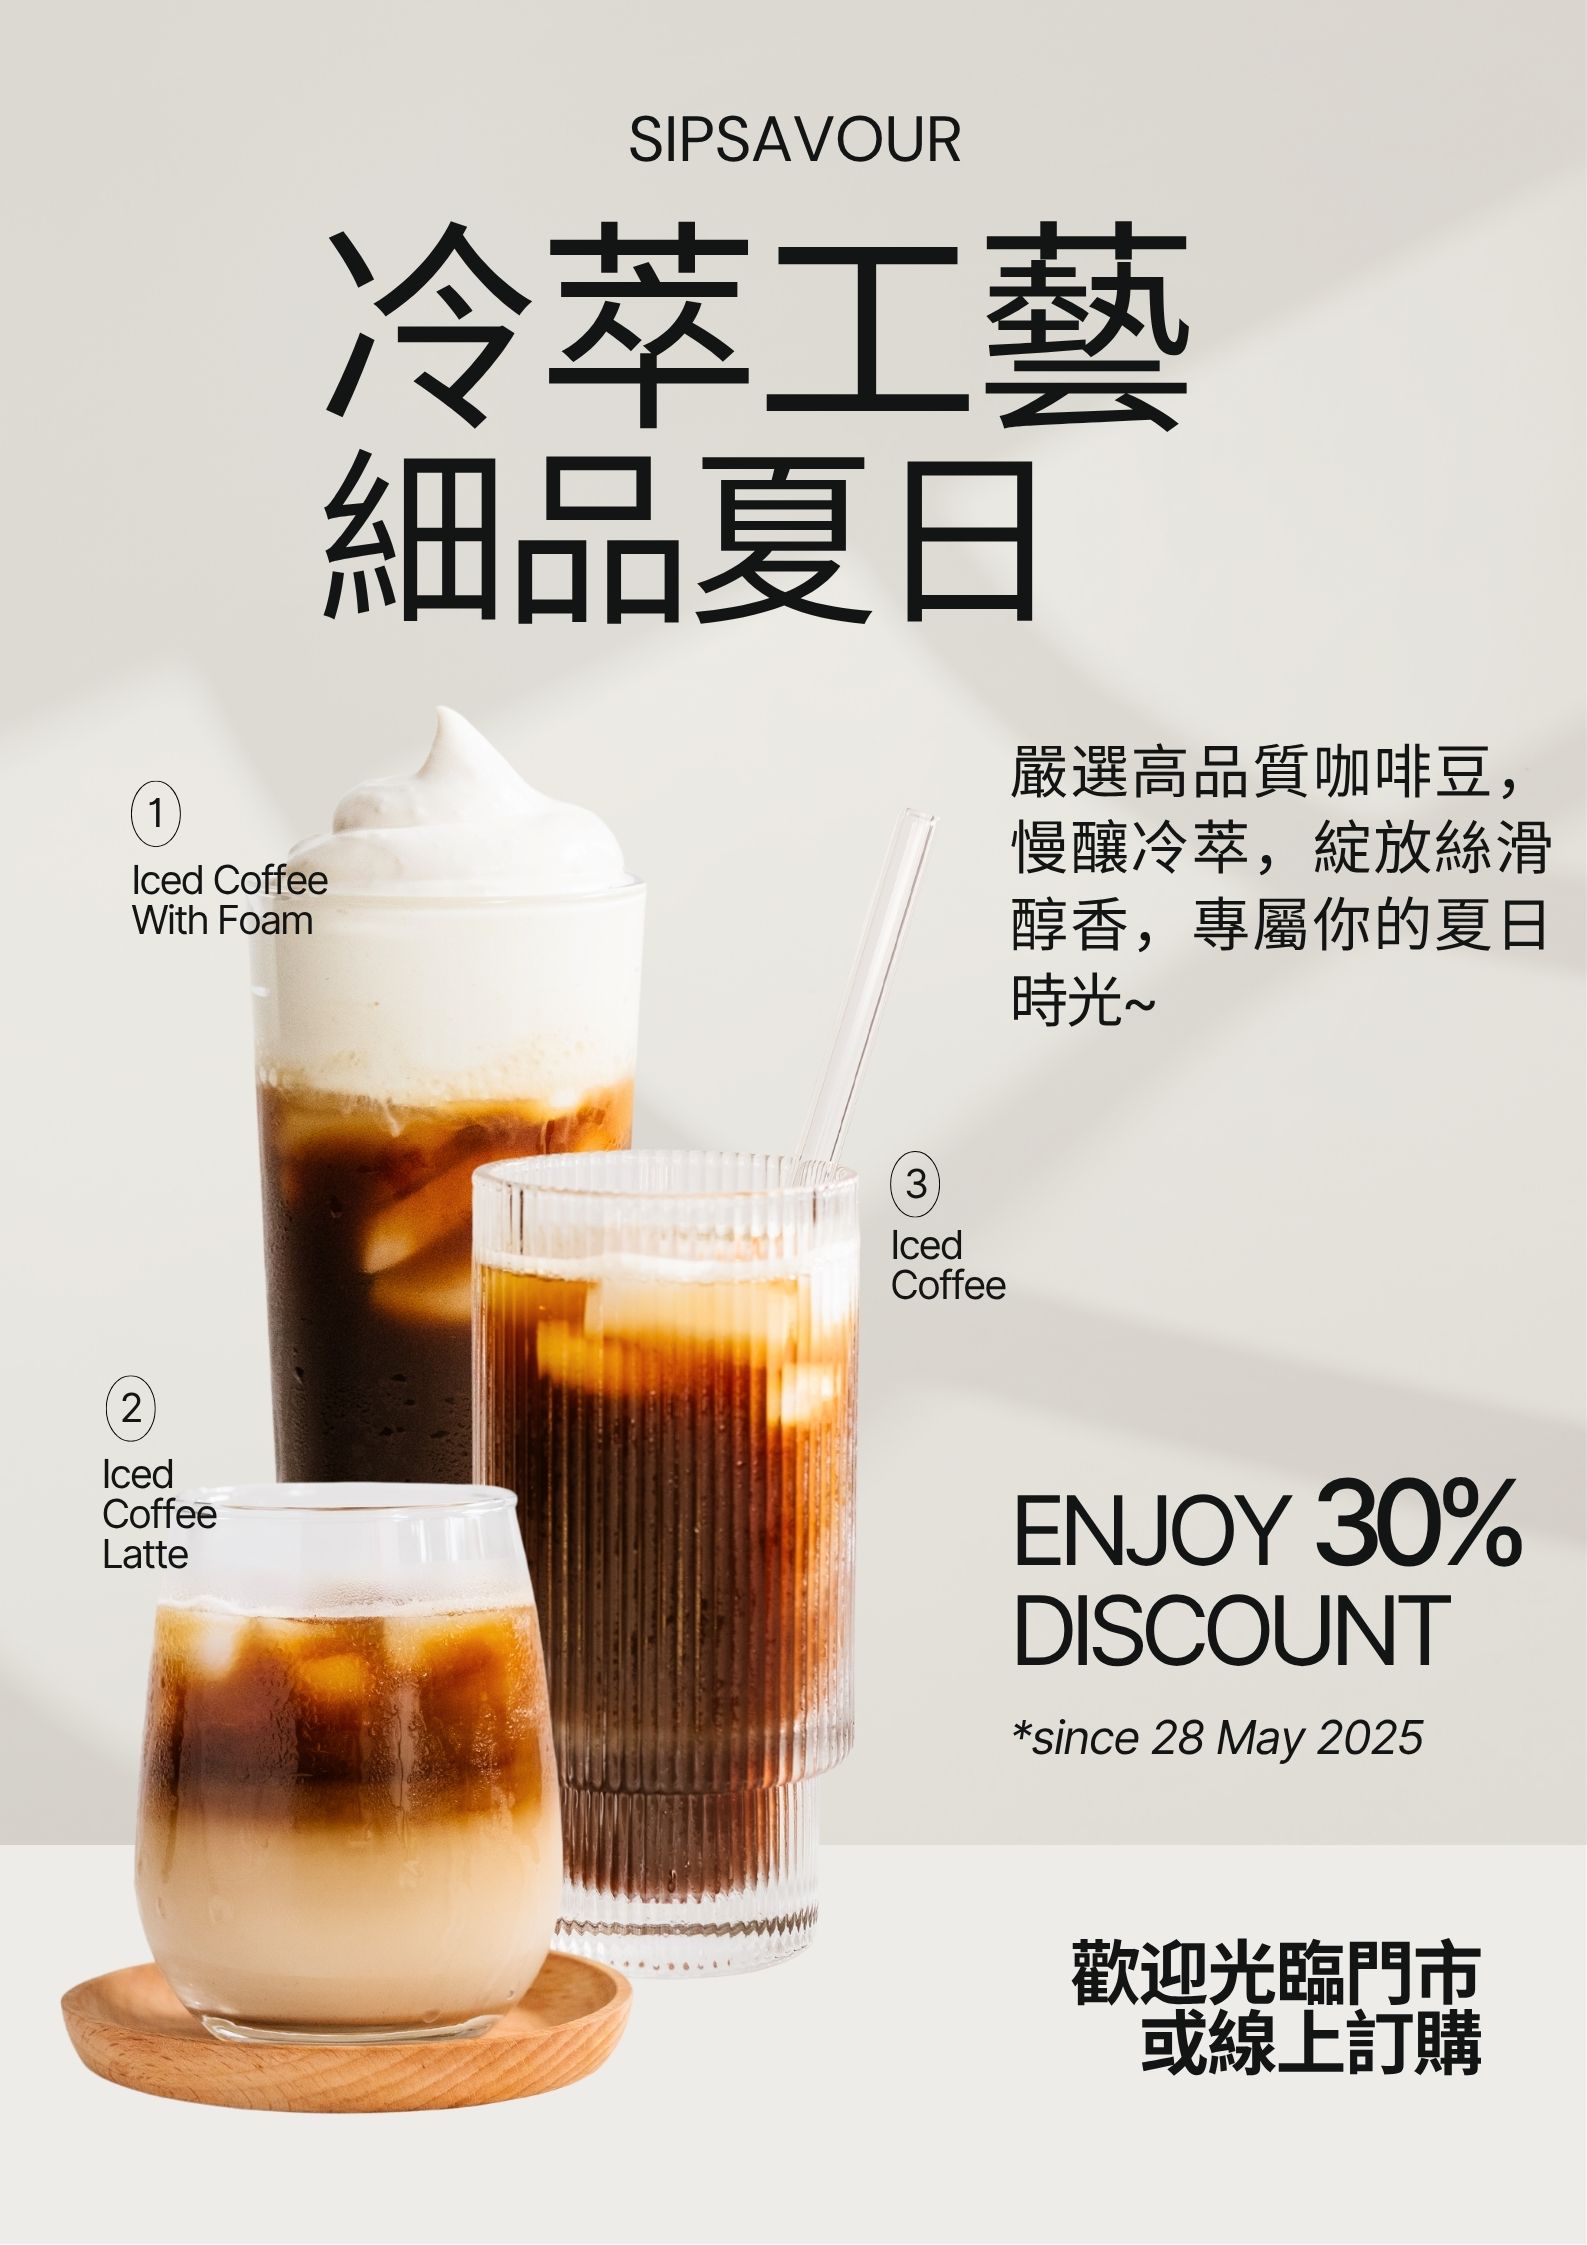 SIPSAVOUR
冷萃工藝
細品夏日
嚴選高品質咖啡豆，
慢釀冷萃，綻放絲滑
醇香，專屬你的夏日
時光~
1
Iced Coffee
With Foam
3
Iced
Coffee
2
Iced
Coffee
Latte
ENJOY 30%
DISCOUNT
*since 28 May 2025
歡迎光臨門市
或線上訂購